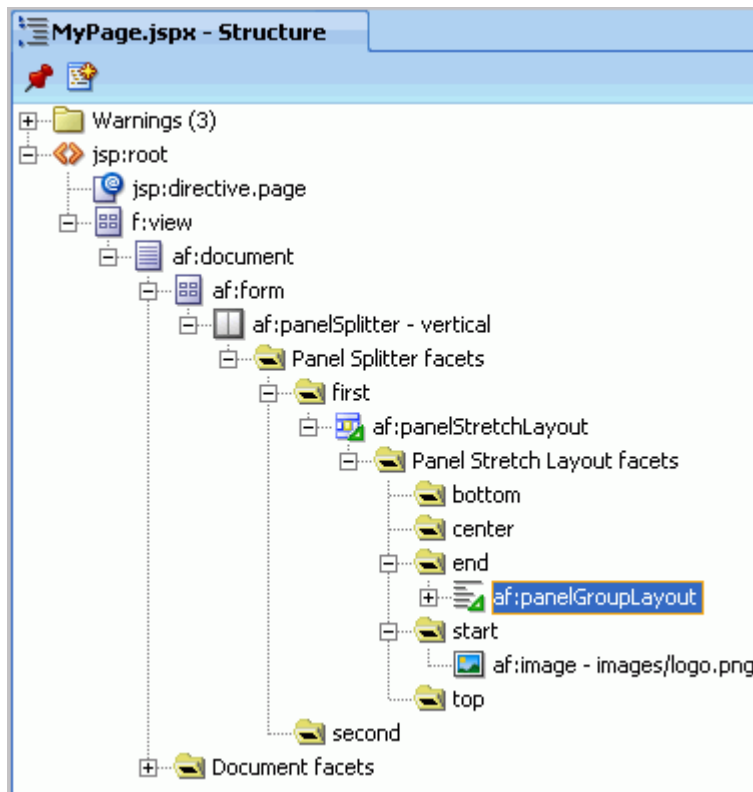 MyPage.jspx - Structure
Warnings (3)
jsp:root
jsp:directive.page
f:view
af:document
af:form
af:panelSplitter - vertical
Panel Splitter facets
first
af:panelStretchLayout
Panel Stretch Layout facets
bottom
center
end
af:panelGroupLayout
start
af:image - images/logo.png
top
second
Document facets